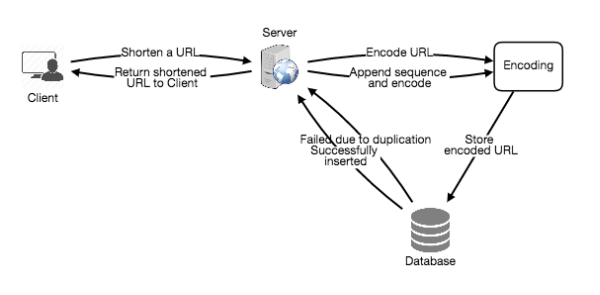 Server
Shorten a URL
Encode URL
Encoding
Return shortened
URL to Client
Append sequence
and encode
Client
Failed due to duplication
Successfully
inserted
Store
encoded URL
Database